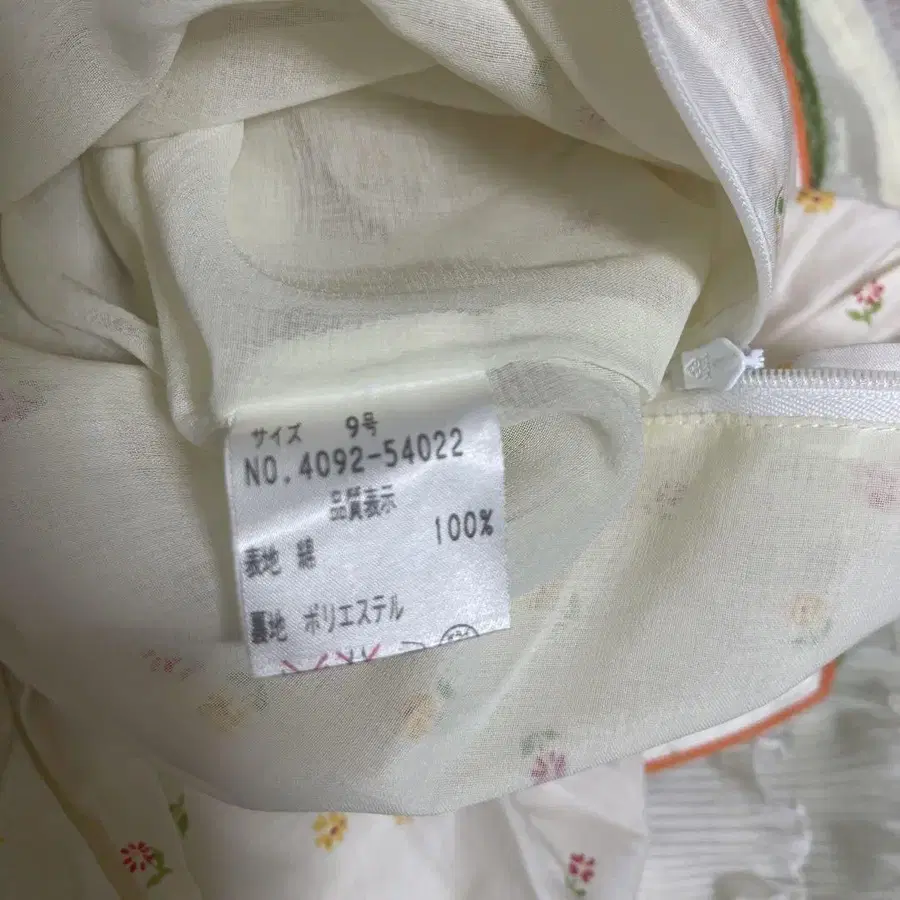 サイズ 9号
NO.4092-54022
品質表示
表地 綿 100%
裏地 ポリエステル